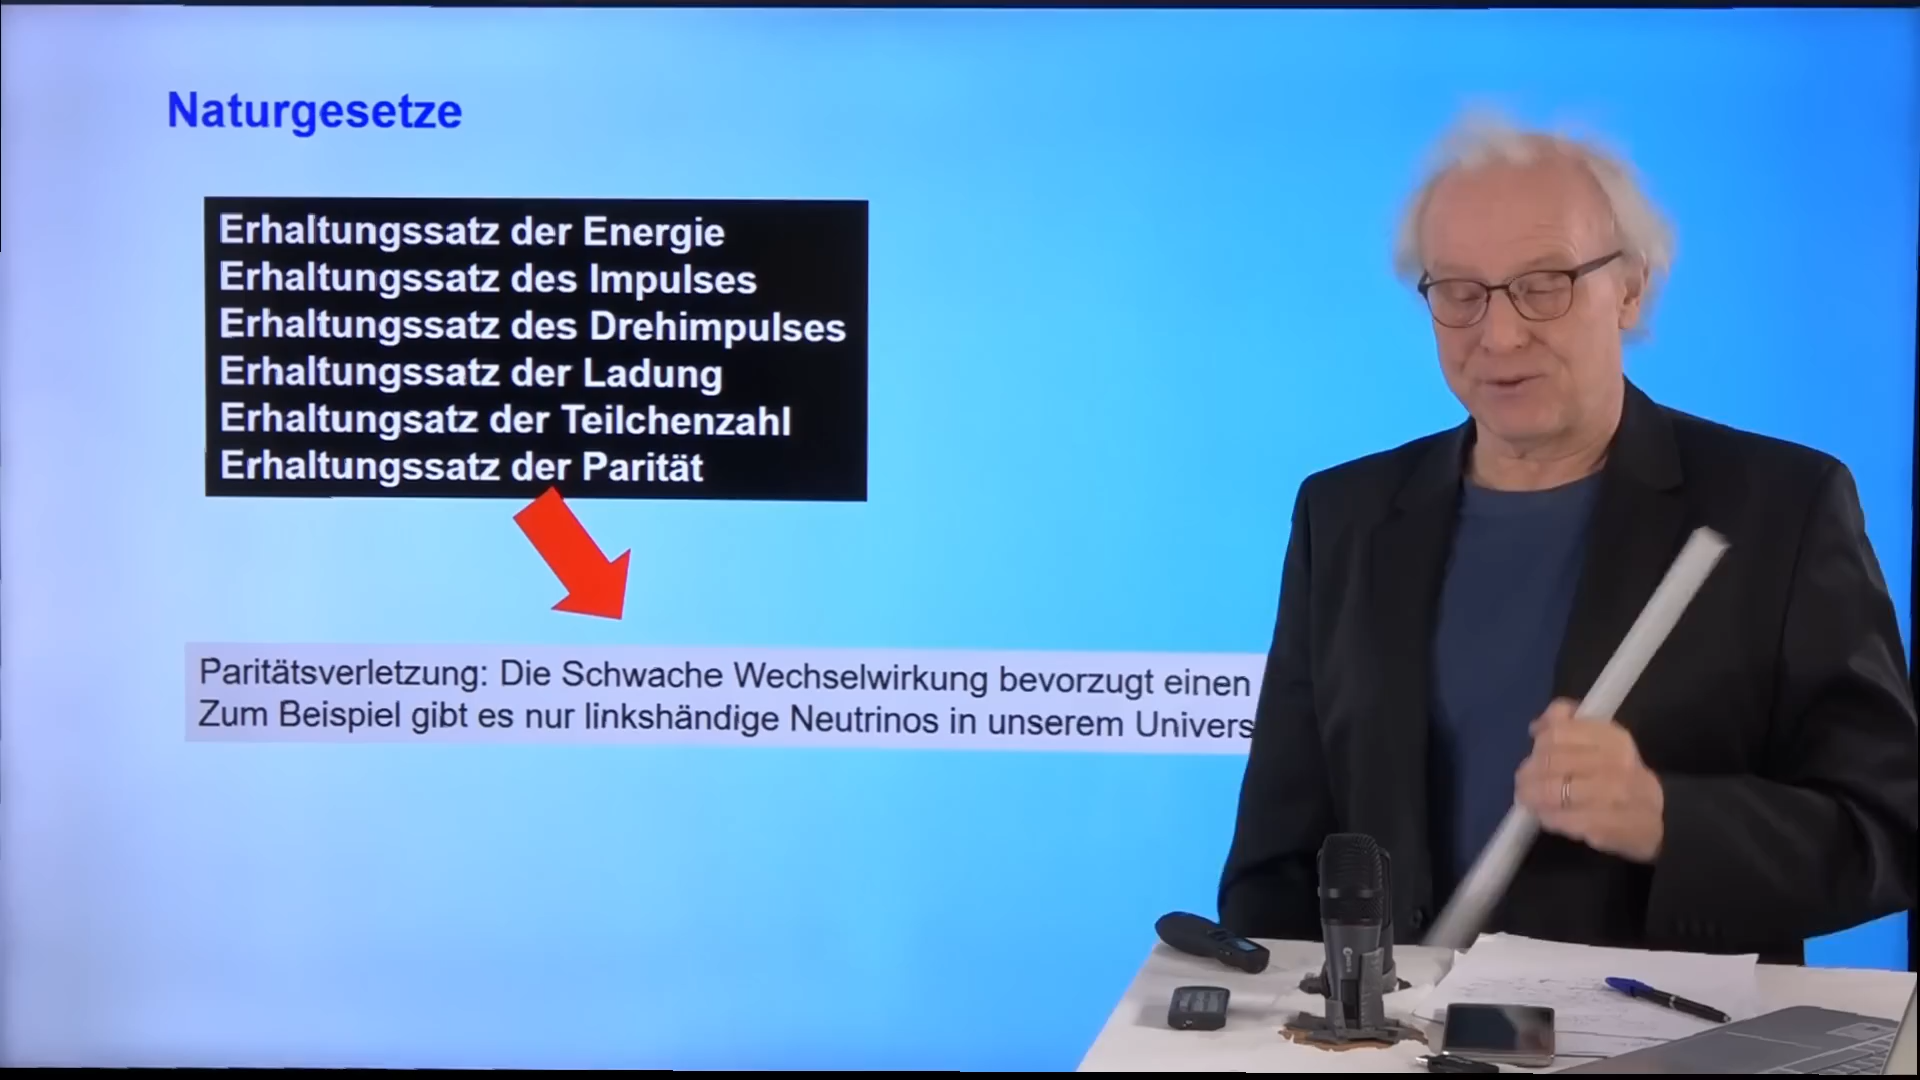 Naturgesetze
Erhaltungssatz der Energie
Erhaltungssatz des Impulses
Erhaltungssatz des Drehimpulses
Erhaltungssatz der Ladung
Erhaltungsatz der Teilchenzahl
Erhaltungssatz der Parität
Paritätsverletzung: Die Schwache Wechselwirkung bevorzugt einen
Zum Beispiel gibt es nur linkshändige Neutrinos in unserem Univers